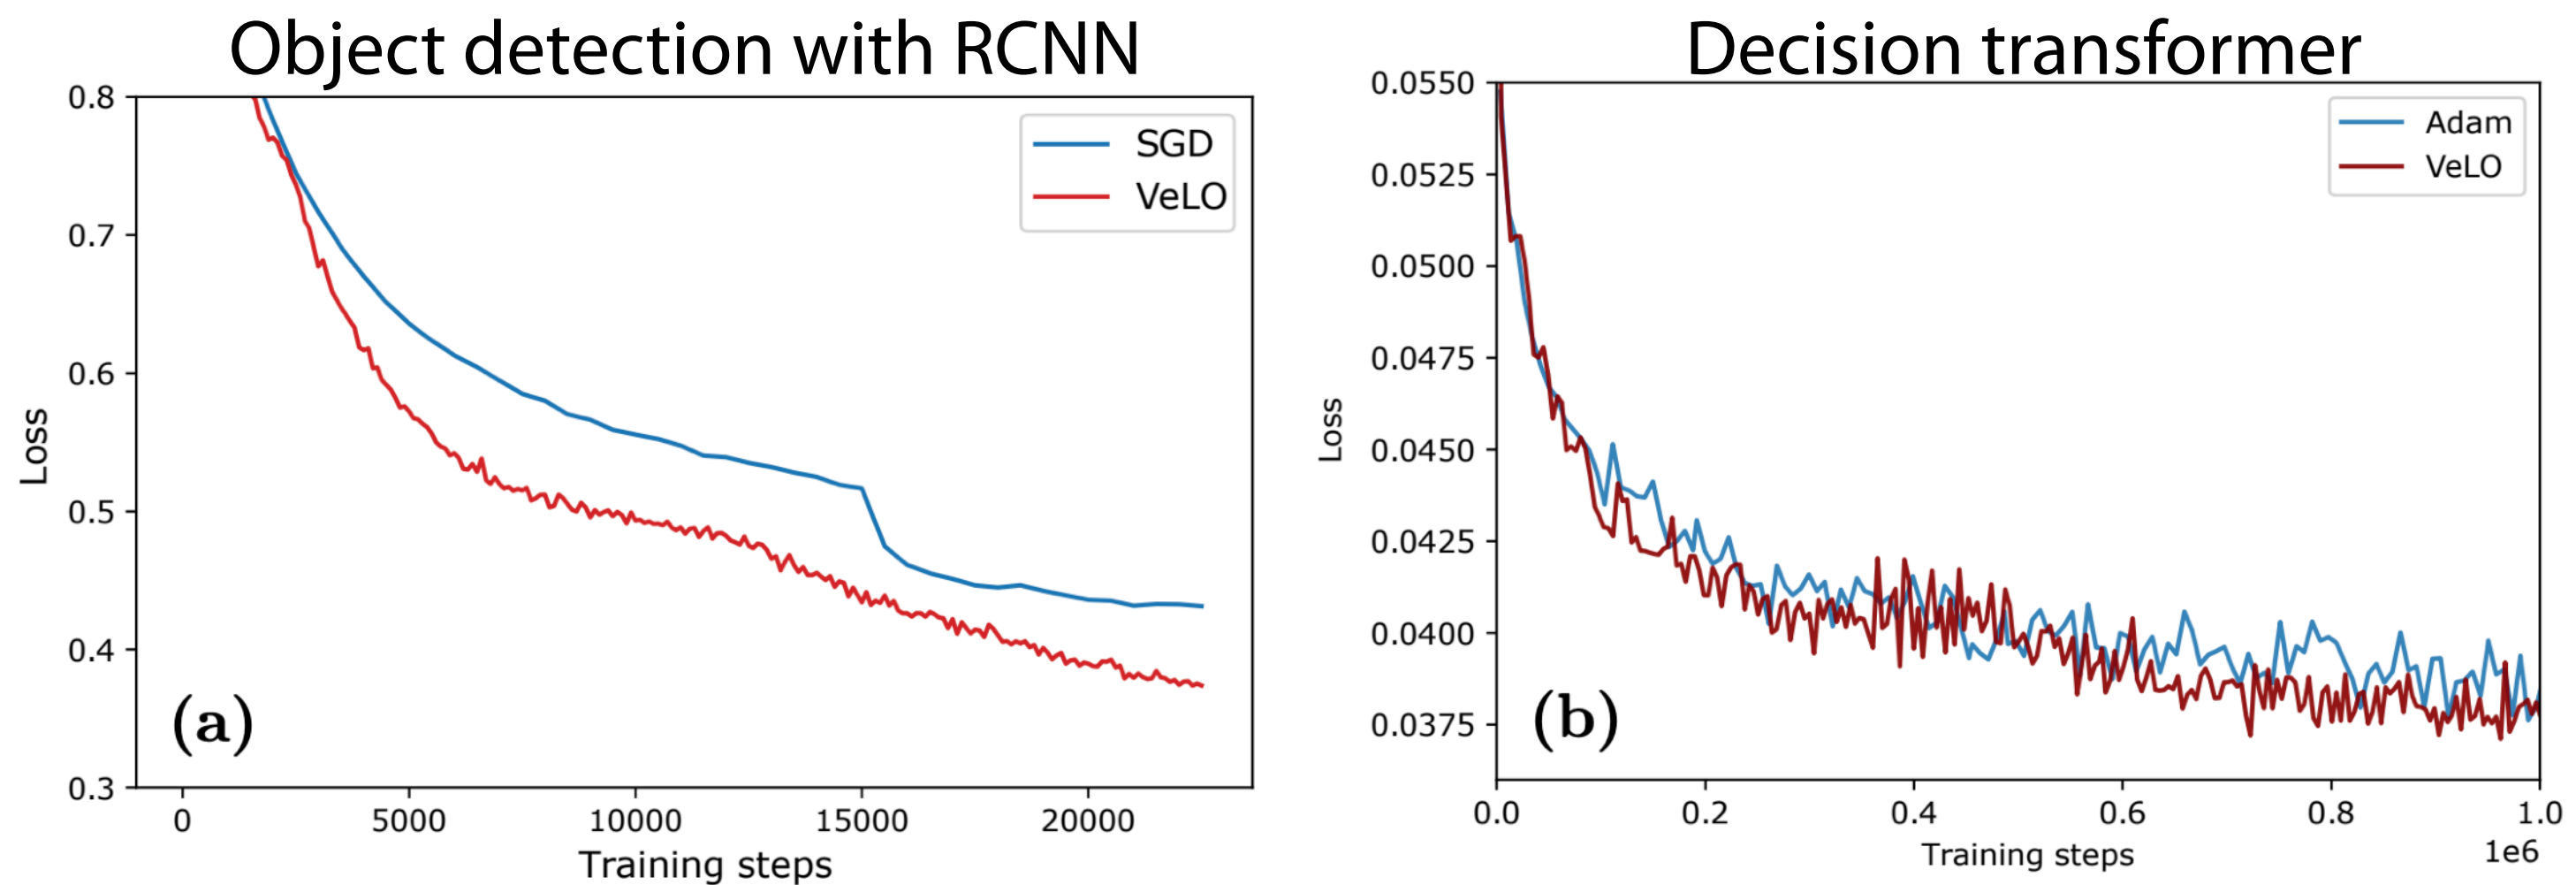 Object detection with RCNN
0.8
0.7
0.6
0.5
0.4
0.3
Loss
SGD
VeLO
(a)
0 5000 10000 15000 20000
Training steps
Decision transformer
0.0550
0.0525
0.0500
0.0475
0.0450
0.0425
0.0400
0.0375
Loss
Adam
VeLO
(b)
0.0 0.2 0.4 0.6 0.8 1.0
Training steps 1e6